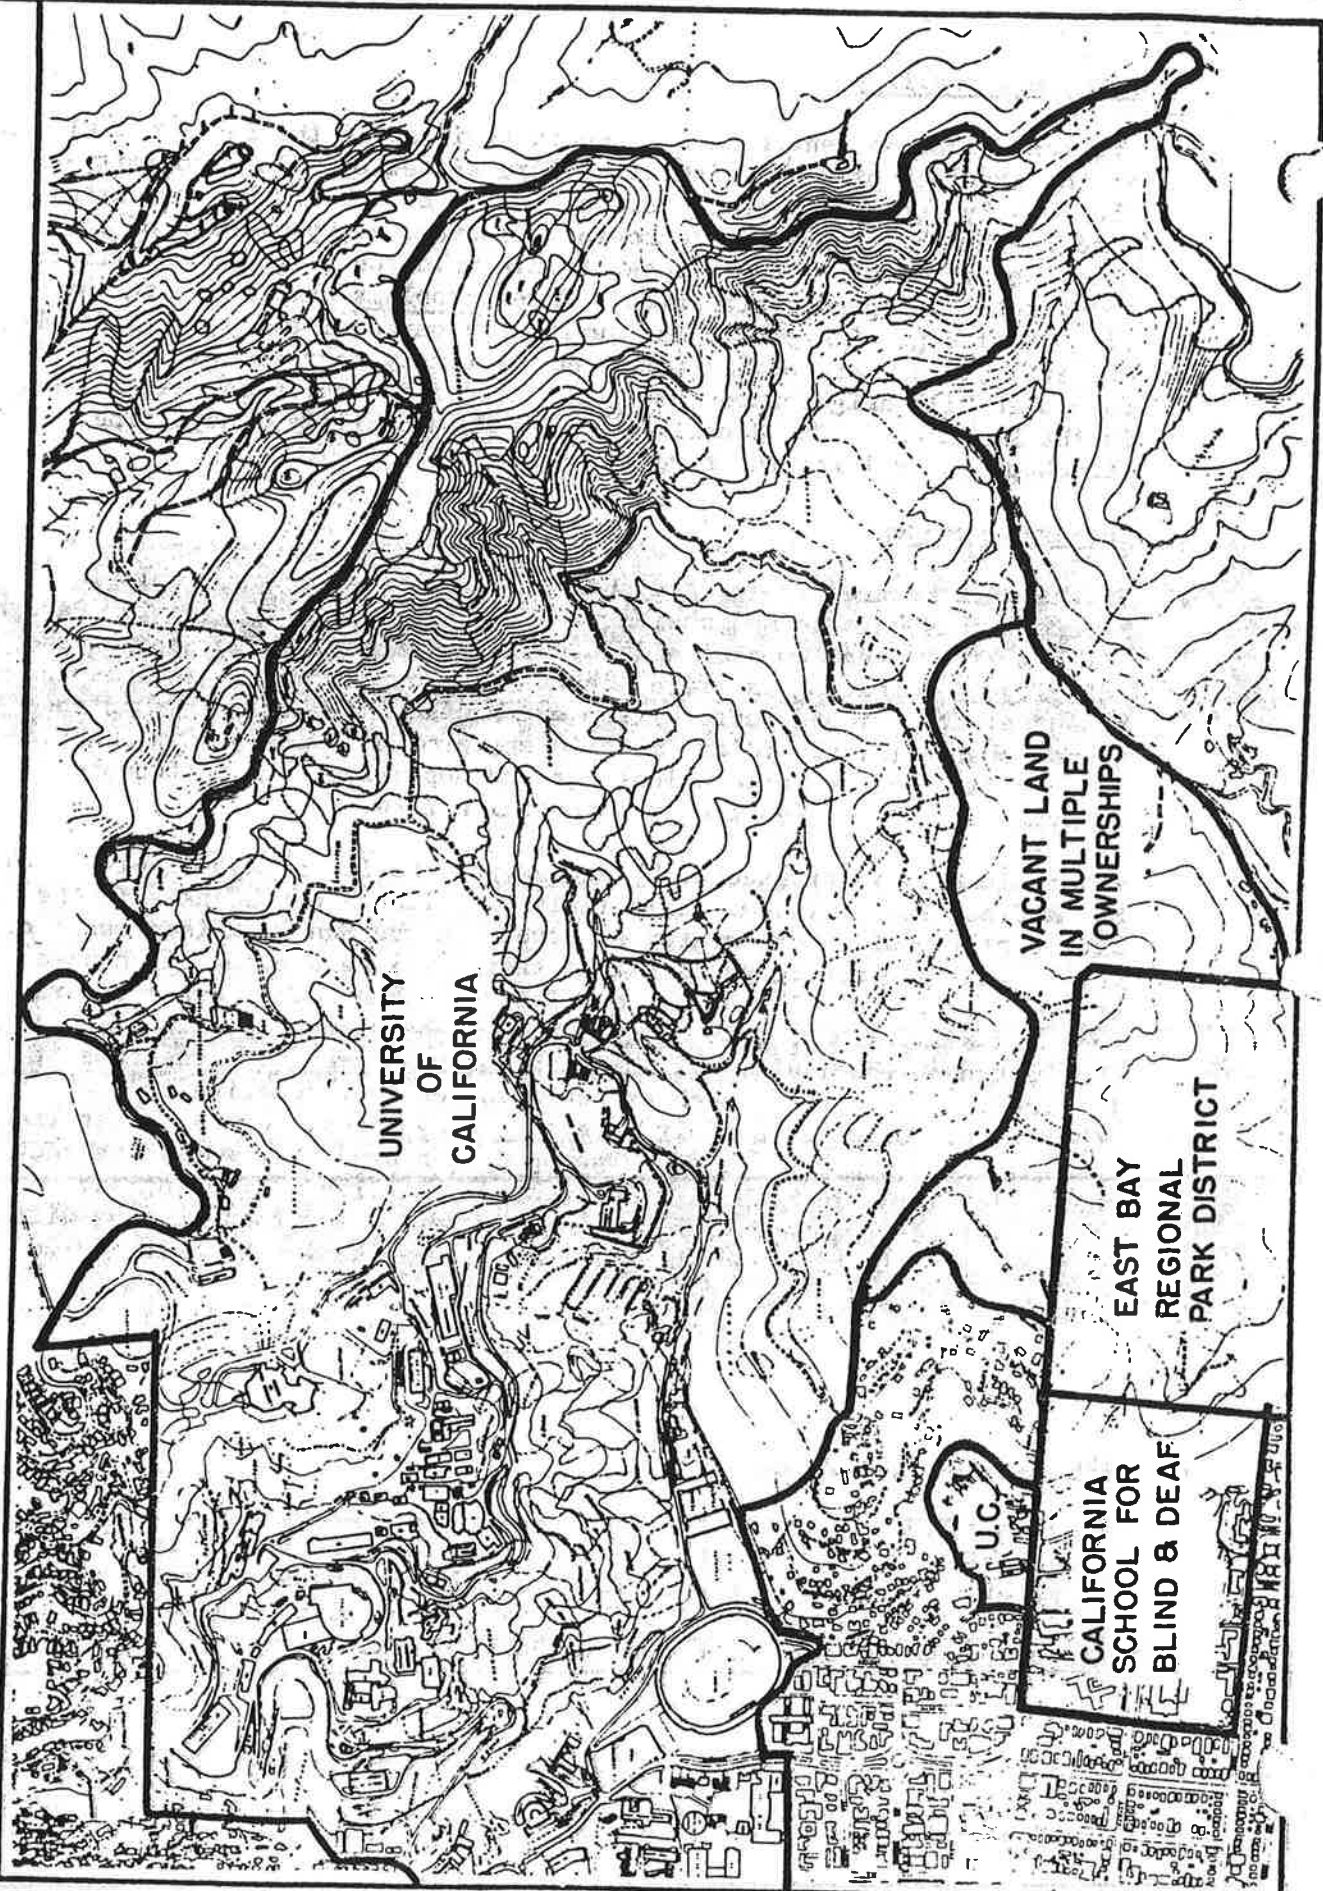 UNIVERSITY
OF
CALIFORNIA
VACANT LAND
IN MULTIPLE
OWNERSHIPS
EAST BAY
REGIONAL
PARK DISTRICT
U.C.
CALIFORNIA
SCHOOL FOR
BLIND & DEAF